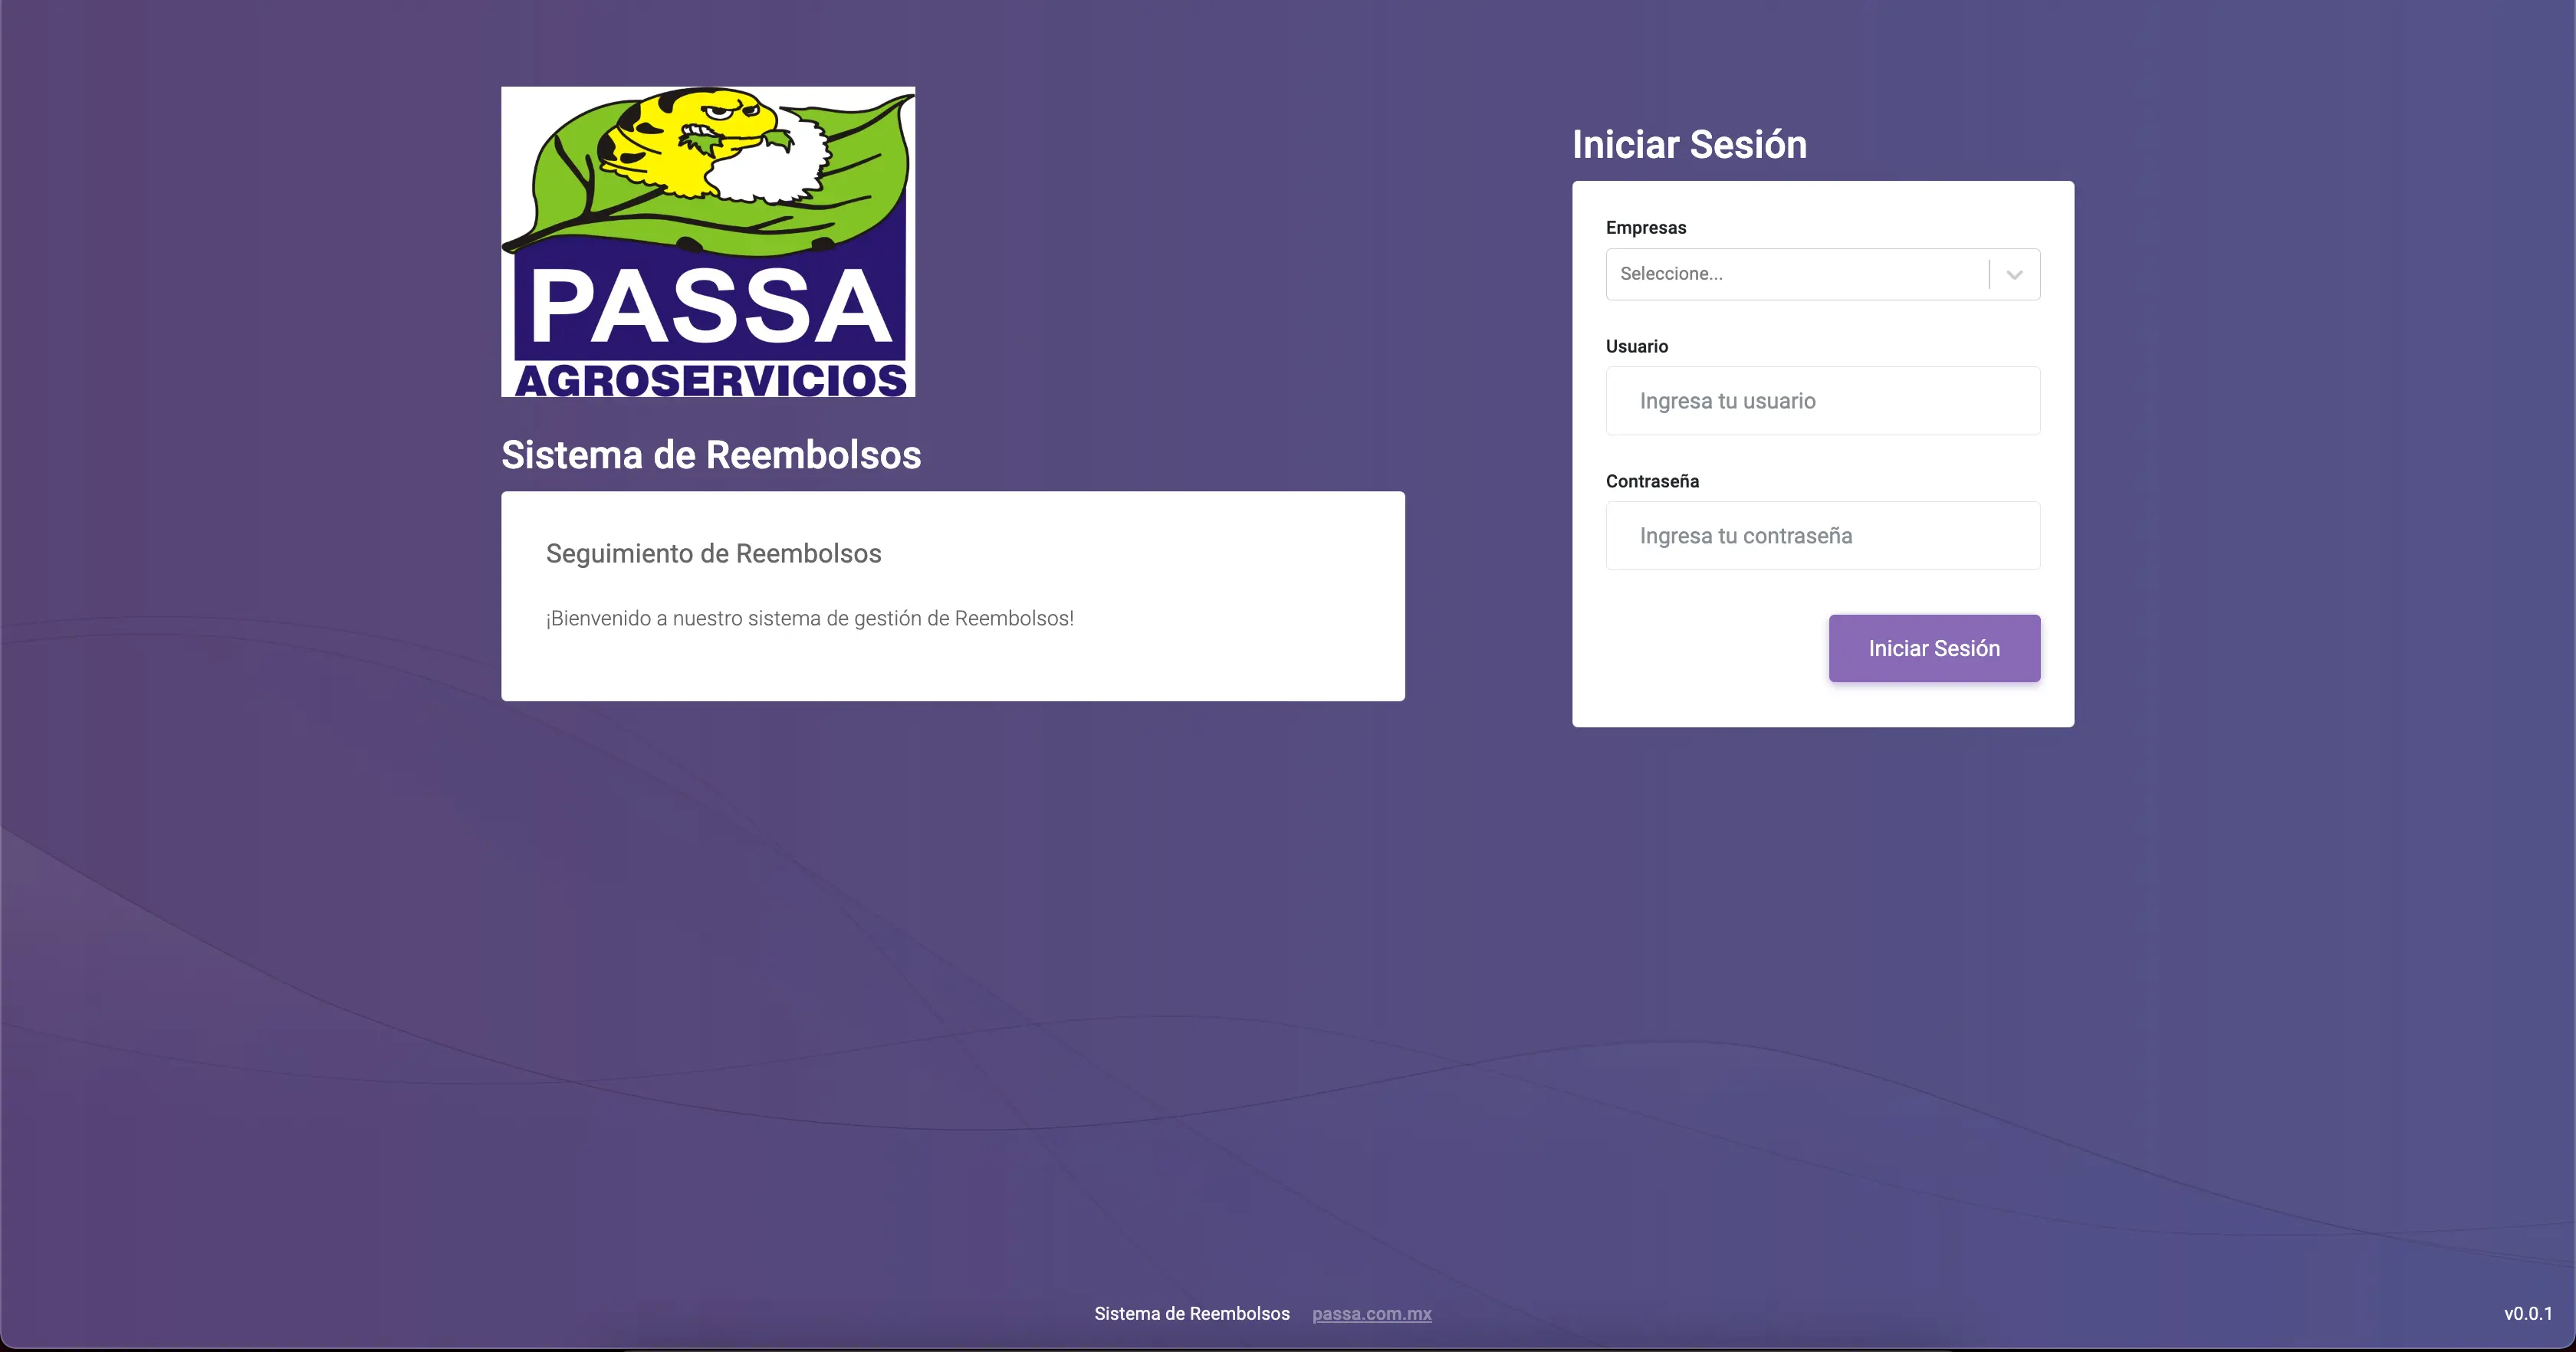 PASSA
AGROSERVICIOS
Sistema de Reembolsos
Seguimiento de Reembolsos
¡Bienvenido a nuestro sistema de gestión de Reembolsos!
Iniciar Sesión
Empresas
Seleccione...
Usuario
Ingresa tu usuario
Contraseña
Ingresa tu contraseña
Iniciar Sesión
Sistema de Reembolsos passa.com.mx
v0.0.1